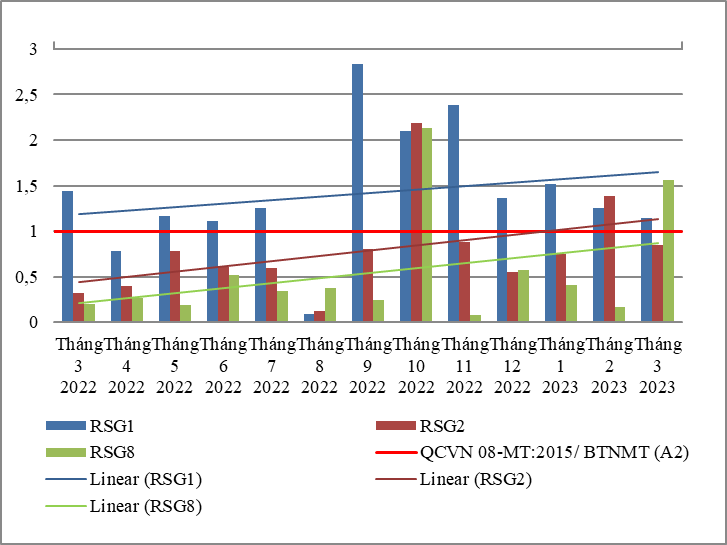 3
2,5
2
1,5
1
0,5
0
Tháng Tháng Tháng Tháng Tháng Tháng Tháng Tháng Tháng Tháng Tháng Tháng Tháng
3 4 5 6 7 8 9 10 11 12 1 2 3
2022 2022 2022 2022 2022 2022 2022 2022 2022 2022 2023 2023 2023
RSG1 RSG2
RSG8 QCVN 08-MT:2015/ BTNMT (A2)
Linear (RSG1) Linear (RSG2)
Linear (RSG8)